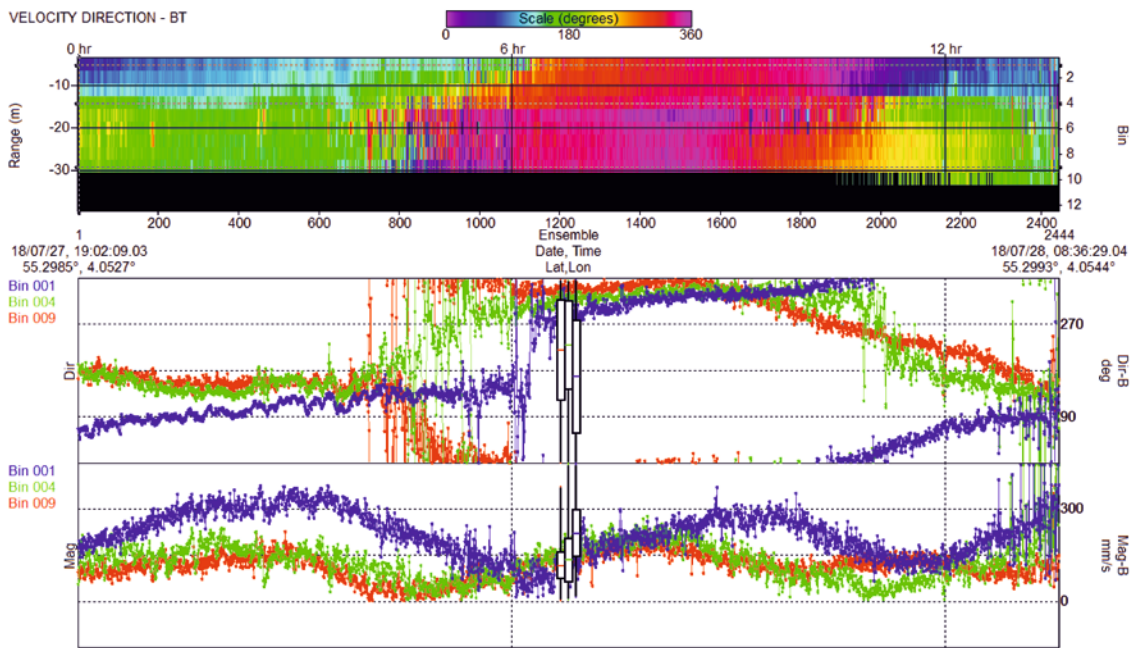 VELOCITY DIRECTION - BT
Scale (degrees)
0 180 360
0 hr 6 hr 12 hr
Range (m)
-10
-20
-30
2
4
6
8
10
12
Bin
200 400 600 800 1000 1200 1400 1600 1800 2000 2200 2400
1 Ensemble 2444
18/07/27, 19:02:09.03 Date, Time 18/07/28, 08:36:29.04
55.2985°, 4.0527° Lat,Lon 55.2993°, 4.0544°
Bin 001
Bin 004
Bin 009
Dir
270
90
Dir-B
deg
Bin 001
Bin 004
Bin 009
Mag
300
0
Mag-B
mm/s